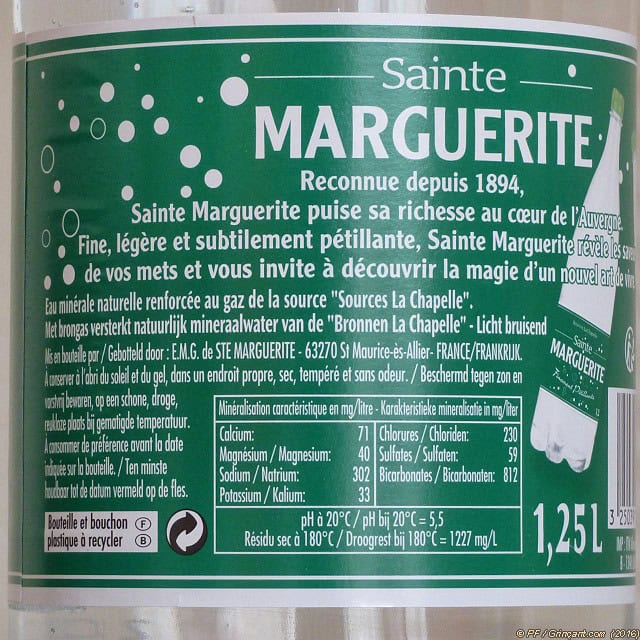 Sainte
MARGUERITE
Reconnue depuis 1894,
Sainte Marguerite puise sa richesse au cœur de l'Auvergne.
Fine, légère et subtilement pétillante, Sainte Marguerite révèle les
de vos mets et vous invite à découvrir la magie d'un nouvel art de
Eau minérale naturelle renforcée au gaz de la source "Sources La Chapelle".
Met brongas versterkt natuurlijk mineraalwater van de "Bronnen La Chapelle" - Licht bruisend
Mis en bouteille par / Gebotteld door : E.M.G. de STE MARGUERITE - 63270 St Maurice-es-Allier- FRANCE/FRANKRIJK.
A conserver à l'abri du soleil et du gel, dans un endroit propre, sec, tempéré et sans odeur. / Beschermd tegen zon en
vorstvrij bewaren, op een schone, droge,
reukloze plaats bij gematigde temperatuur.
A consommer de préférence avant la date
indiquée sur la bouteille. / Ten minste
houdbaar tot de datum vermeld op de fles.
Minéralisation caractéristique en mg/litre - Karakteristieke mineralisatie in mg/liter
Calcium: 71 Chlorures / Chloriden: 230
Magnésium / Magnesium: 40 Sulfates / Sulfaten: 59
Sodium / Natrium: 302 Bicarbonates / Bicarbonaten: 812
Potassium / Kalium: 33
pH à 20°C / pH bij 20°C = 5,5
Résidu sec à 180°C / Droogrest bij 180°C = 1227 mg/L
Bouteille et bouchon F
plastique à recycler B
1,25L
Sainte
MARGUERITE
© PF / Grinçant.com (2016)